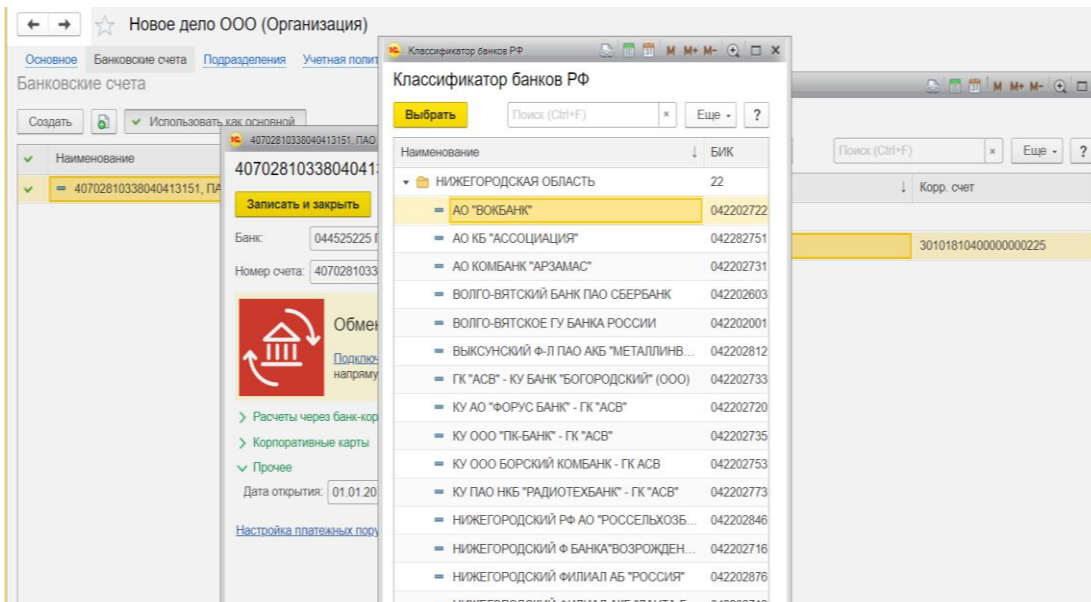 Новое дело ООО (Организация)
Основное Банковские счета Подразделения Учетная полит
Банковские счета
Создать Использовать как основной
Наименование
40702810338040413151, ПА
40702810338040413151, ПАО
4070281033804041
Записать и закрыть
Банк: 044525225
Номер счета: 4070281033
Обмен
Подключ
напряму
Расчеты через банк-кор
Корпоративные карты
Прочее
Дата открытия: 01.01.20
Настройка платежных пору
Классификатор банков РФ
M M+ M-
Классификатор банков РФ
Выбрать Поиск (Ctrl+F) × Еще ?
Наименование ↓ БИК
НИЖЕГОРОДСКАЯ ОБЛАСТЬ 22
АО "ВОКБАНК" 042202722
АО КБ "АССОЦИАЦИЯ" 042282751
АО КОМБАНК "АРЗАМАС" 042202731
ВОЛГО-ВЯТСКИЙ БАНК ПАО СБЕРБАНК 042202603
ВОЛГО-ВЯТСКОЕ ГУ БАНКА РОССИИ 042202001
ВЫКСУНСКИЙ Ф-Л ПАО АКБ "МЕТАЛЛИНВ... 042202812
ГК "АСВ" - КУ БАНК "БОГОРОДСКИЙ" (ООО) 042202733
КУ АО "ФОРУС БАНК" - ГК "АСВ" 042202720
КУ ООО "ПК-БАНК" - ГК "АСВ" 042202735
КУ ООО БОРСКИЙ КОМБАНК - ГК АСВ 042202753
КУ ПАО НКБ "РАДИОТЕХБАНК" - ГК "АСВ" 042202773
НИЖЕГОРОДСКИЙ РФ АО "РОССЕЛЬХОЗБ... 042202846
НИЖЕГОРОДСКИЙ Ф БАНКА"ВОЗРОЖДЕН... 042202716
НИЖЕГОРОДСКИЙ ФИЛИАЛ АБ "РОССИЯ" 042202876
M M+ M-
Поиск (Ctrl+F) × Еще ?
↓ Корр. счет
30101810400000000225